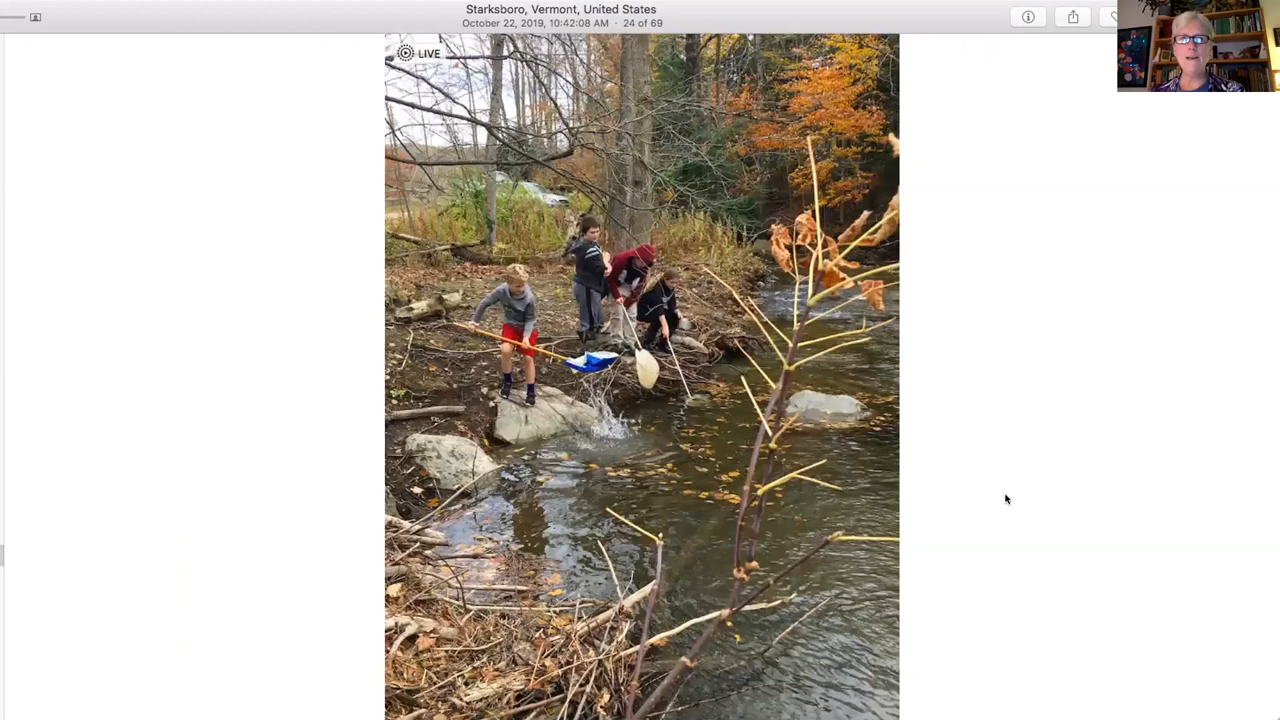 Starksboro, Vermont, United States
October 22, 2019, 10:42:08 AM · 24 of 69
LIVE